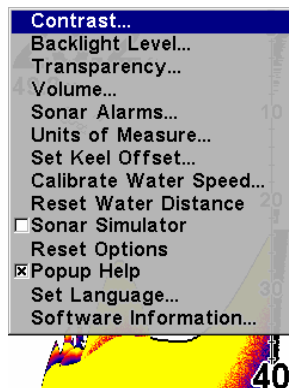 Contrast...
Backlight Level...
Transparency...
Volume...
Sonar Alarms...
10
Units of Measure...
Set Keel Offset...
Calibrate Water Speed...
Reset Water Distance
20
Sonar Simulator
Reset Options
Popup Help
Set Language...
30
Software Information...
40